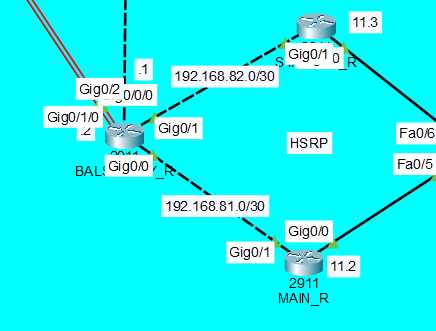 11.3
Gig0/1
.1
192.168.82.0/30
Gig0/2
Gig0/1/0
.2
Gig0/1
Fa0/6
HSRP
Gig0/0
Fa0/5
192.168.81.0/30
Gig0/0
Gig0/1
11.2
2911
MAIN_R